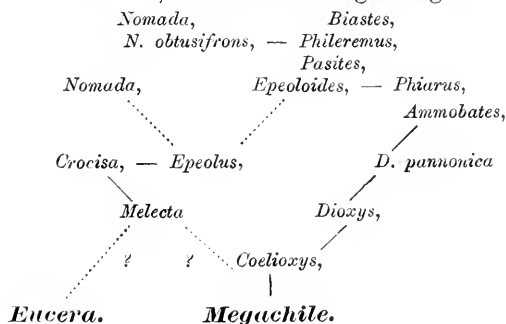 Nomada, Biastes,
N. obtusifrons, — Phileremus,
Pasites,
Nomada, Epeoloides, — Phiarus,
Ammobates,
Crocisa, — Epeolus, D. pannonica
Melecta Dioxys,
? ? Coelioxys,
Eucera. Megachile.